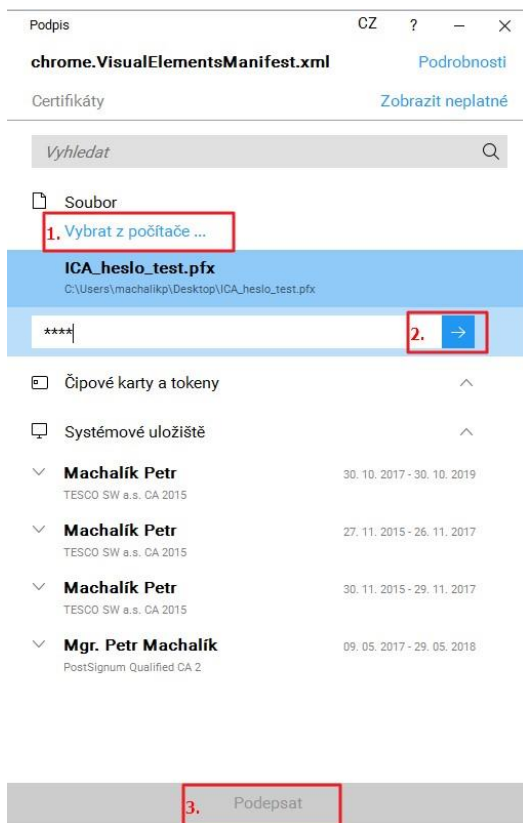 Podpis CZ ? – ×
chrome.VisualElementsManifest.xml Podrobnosti
Certifikáty Zobrazit neplatné
Vyhledat
Soubor
1. Vybrat z počítače ...
ICA_heslo_test.pfx
C:\Users\machalikp\Desktop\ICA_heslo_test.pfx
**** 2. →
Čipové karty a tokeny
Systémové uložiště
Machalík Petr 30. 10. 2017 - 30. 10. 2019
TESCO SW a.s. CA 2015
Machalík Petr 27. 11. 2015 - 26. 11. 2017
TESCO SW a.s. CA 2015
Machalík Petr 30. 11. 2015 - 29. 11. 2017
TESCO SW a.s. CA 2015
Mgr. Petr Machalík 09. 05. 2017 - 29. 05. 2018
PostSignum Qualified CA 2
3. Podepsat